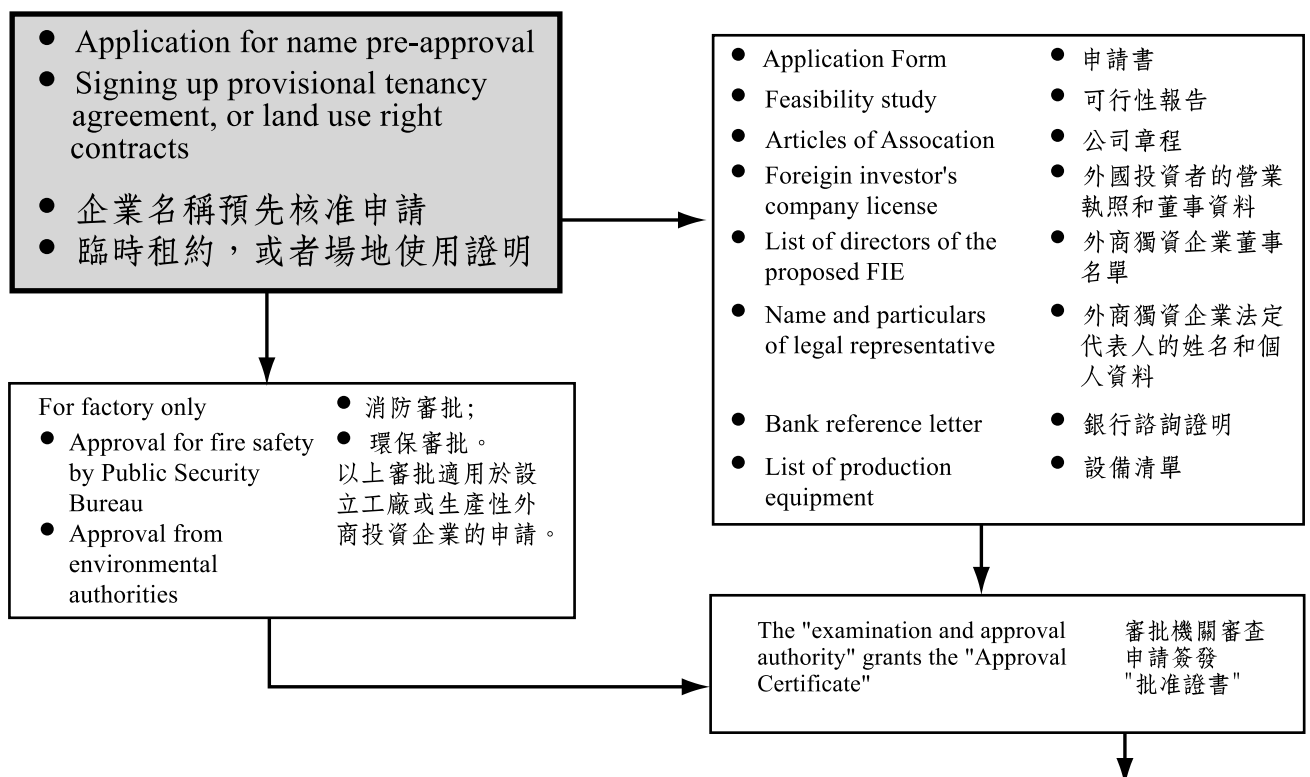 ● Application for name pre-approval
● Signing up provisional tenancy
agreement, or land use right
contracts
● 企業名稱預先核准申請
● 臨時租約，或者場地使用證明
● Application Form
● Feasibility study
● Articles of Assocation
● Foreigin investor's
company license
● List of directors of the
proposed FIE
● Name and particulars
of legal representative
● Bank reference letter
● List of production
equipment
● 申請書
● 可行性報告
● 公司章程
● 外國投資者的營業
執照和董事資料
● 外商獨資企業董事
名單
● 外商獨資企業法定
代表人的姓名和個
人資料
● 銀行諮詢證明
● 設備清單
For factory only
● Approval for fire safety
by Public Security
Bureau
● Approval from
environmental
authorities
● 消防審批;
● 環保審批。
以上審批適用於設
立工廠或生產性外
商投資企業的申請。
The "examination and approval
authority" grants the "Approval
Certificate"
審批機關審查
申請簽發
"批准證書"